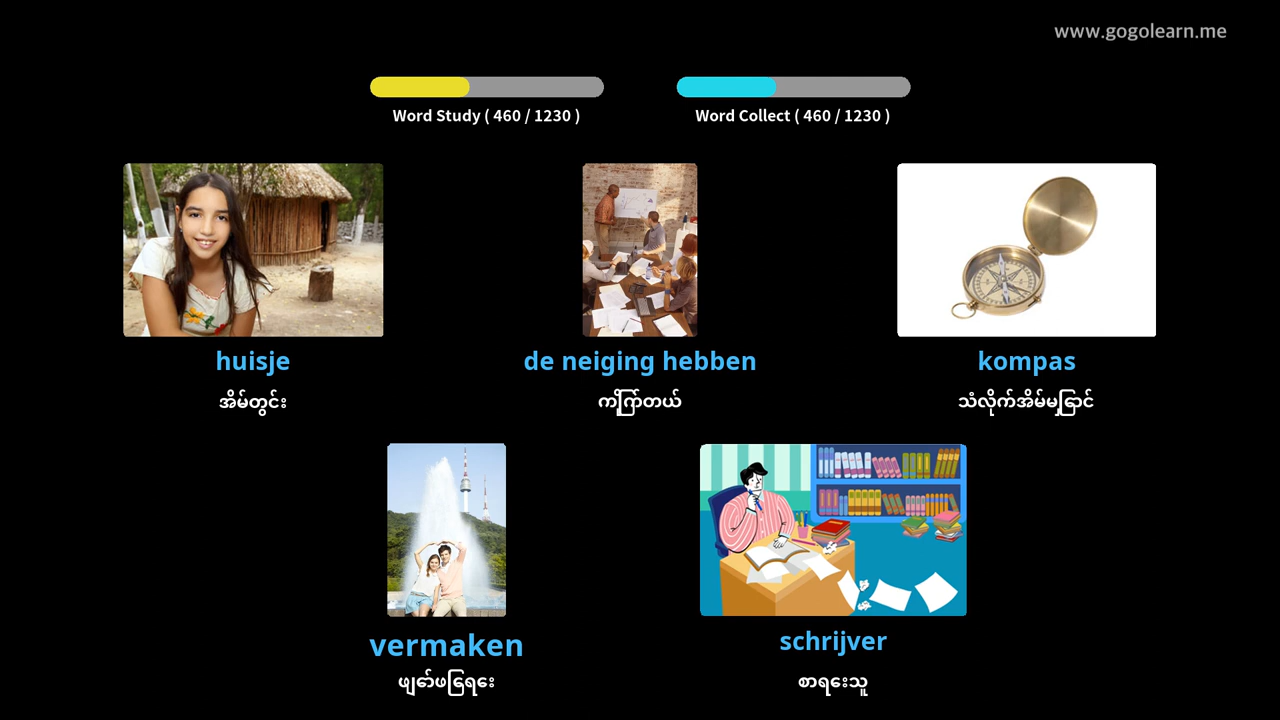 www.gogolearn.me
Word Study ( 460 / 1230 )
Word Collect ( 460 / 1230 )
huisje
de neiging hebben
kompas
အိမ်တွင်း
ကြိုကြာ်တယ်
သံလိုက်အိမ်မြှောင်
vermaken
schrijver
ဖျော်ဖြေရေး
စာရေးသူ